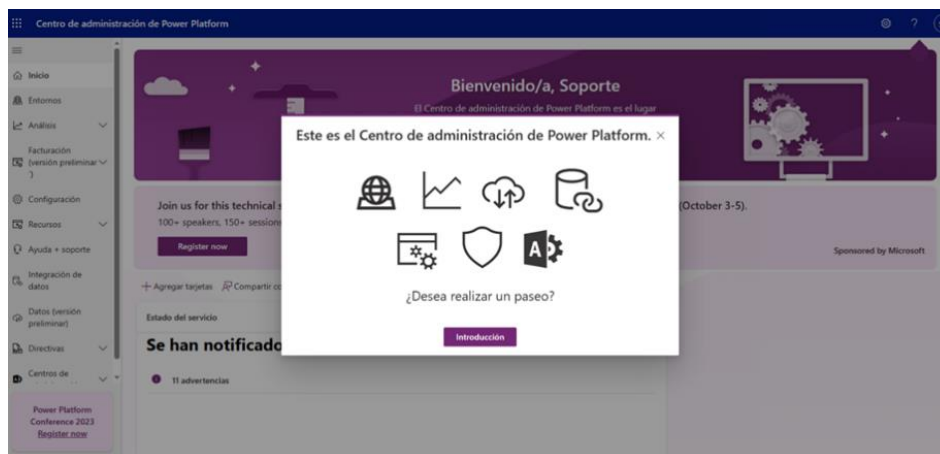 Centro de administración de Power Platform
?
Inicio
Entornos
Análisis
Facturación
(versión preliminar
)
Configuración
Recursos
Ayuda + soporte
Integración de
datos
Datos (versión
preliminar)
Directivas
Centros de
Power Platform
Conference 2023
Register now
Bienvenido/a, Soporte
El Centro de administración de Power Platform es el lugar
Este es el Centro de administración de Power Platform.
A
¿Desea realizar un paseo?
Introducción
Join us for this technical
(October 3-5).
100+ speakers, 150+ session
Register now
Sponsored by Microsoft
Agregar tarjetas
Compartir
Estado del servicio
Se han notificado
11 advertencias